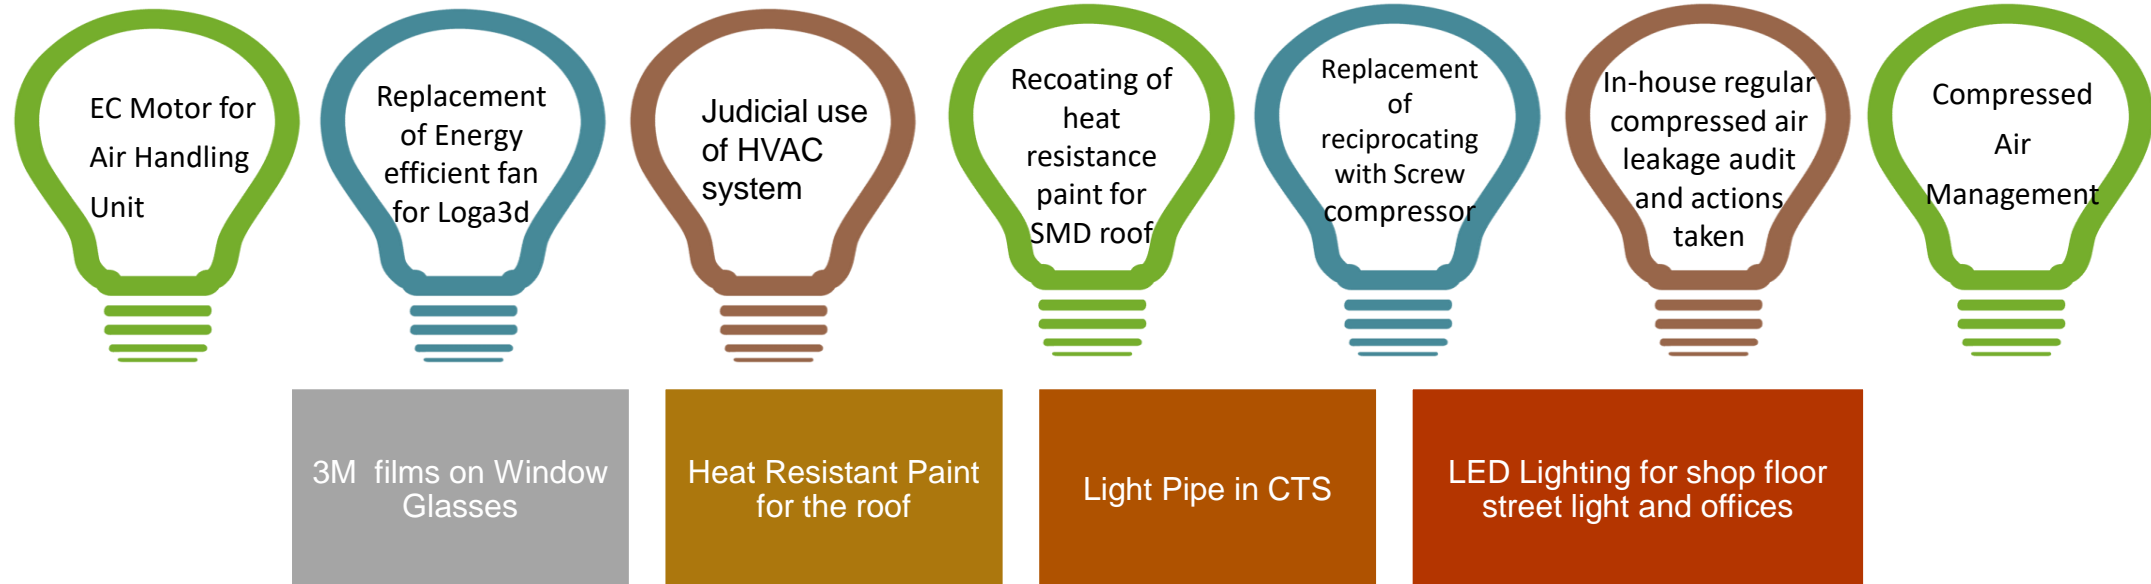 EC Motor for
Air Handling
Unit
Replacement
of Energy
efficient fan
for Loga3d
Judicial use
of HVAC
system
Recoating of
heat
resistance
paint for
SMD roof
Replacement
of
reciprocating
with Screw
compressor
In-house regular
compressed air
leakage audit
and actions
taken
Compressed
Air
Management
3M films on Window
Glasses
Heat Resistant Paint
for the roof
Light Pipe in CTS
LED Lighting for shop floor
street light and offices